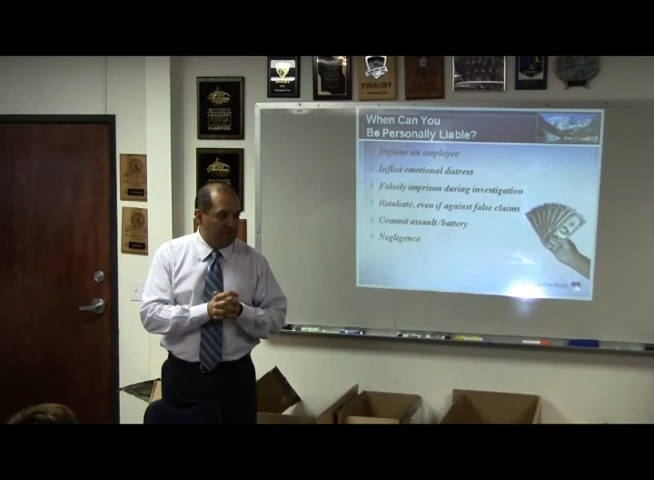 FINALIST
When Can You
Be Personally Liable?
Defame an employee
Inflict emotional distress
Falsely imprison during investigation
Retaliate, even if against false claims
Commit assault/battery
Negligence